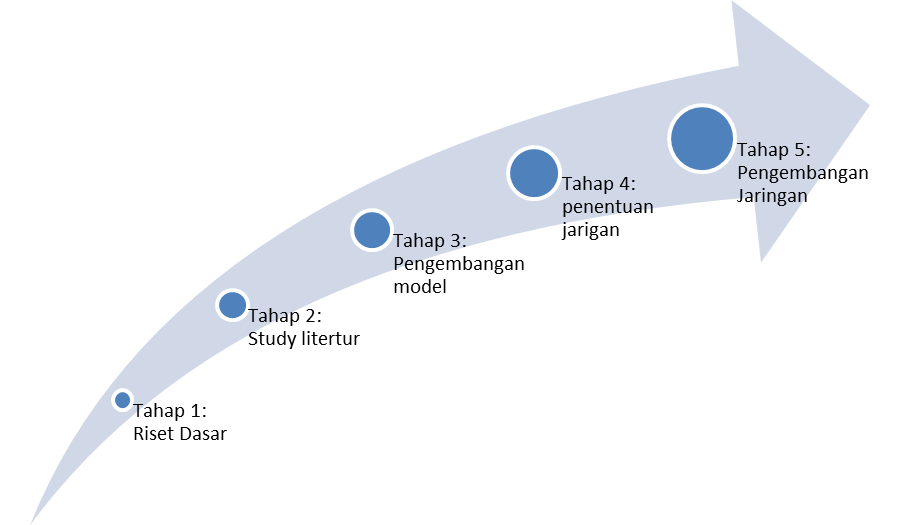 Tahap 1:
Riset Dasar
Tahap 2:
Study litertur
Tahap 3:
Pengembangan
model
Tahap 4:
penentuan
jarigan
Tahap 5:
Pengembangan
Jaringan